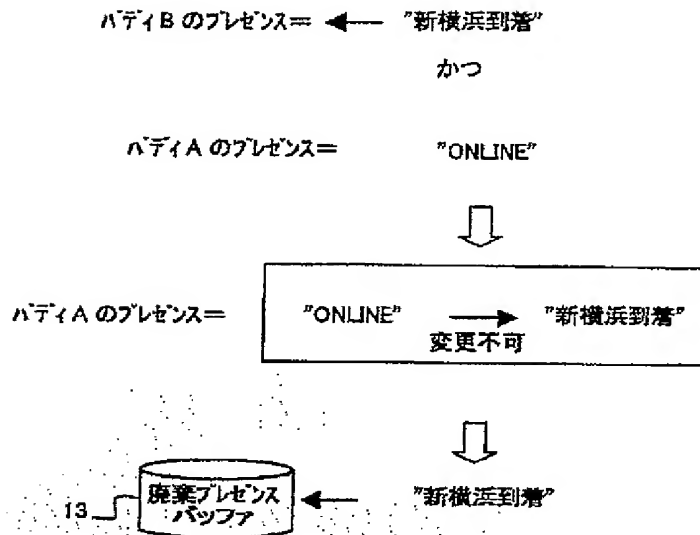 バディB のプレゼンス＝ ← "新横浜到着"
かつ
バディA のプレゼンス＝ "ONLINE"
バディA のプレゼンス＝ "ONLINE" → "新横浜到着"
変更不可
13 廃棄プレゼンス ← "新横浜到着"
バッファ